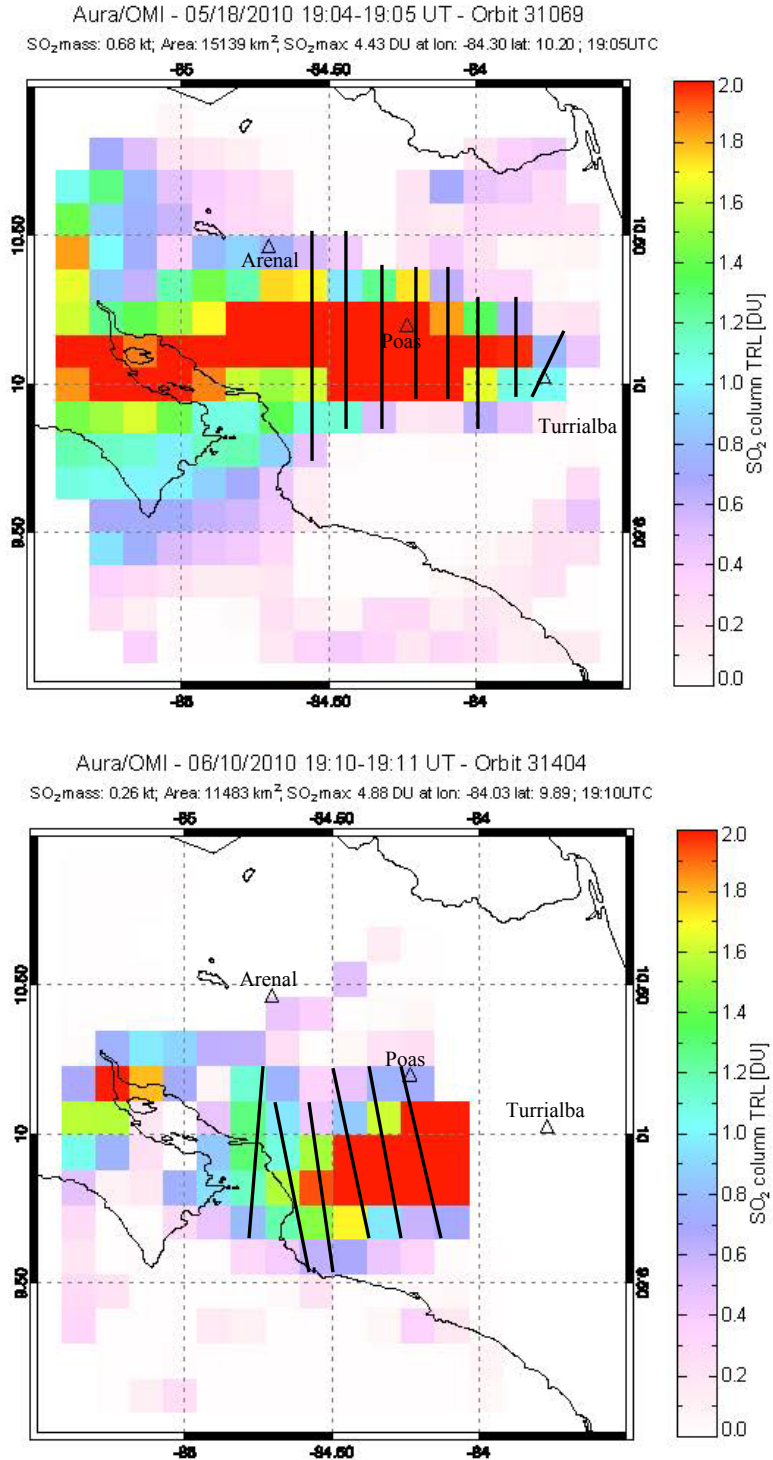 Aura/OMI - 05/18/2010 19:04-19:05 UT - Orbit 31069
SO₂mass: 0.68 kt; Area: 15139 km²; SO₂max: 4.43 DU at lon: -84.30 lat: 10.20 ; 19:05UTC
-85 -84.50 -84
10.50 10.50
10 10
9.50 9.50
Arenal
Poas
Turrialba
-85 -84.50 -84
2.0
1.8
1.6
1.4
1.2
1.0
0.8
0.6
0.4
0.2
0.0
SO₂ column TRL [DU]
Aura/OMI - 06/10/2010 19:10-19:11 UT - Orbit 31404
SO₂mass: 0.26 kt; Area: 11483 km²; SO₂max: 4.88 DU at lon: -84.03 lat: 9.89 ; 19:10UTC
-85 -84.50 -84
10.50 10.50
10 10
9.50 9.50
Arenal
Poas
Turrialba
-85 -84.50 -84
2.0
1.8
1.6
1.4
1.2
1.0
0.8
0.6
0.4
0.2
0.0
SO₂ column TRL [DU]